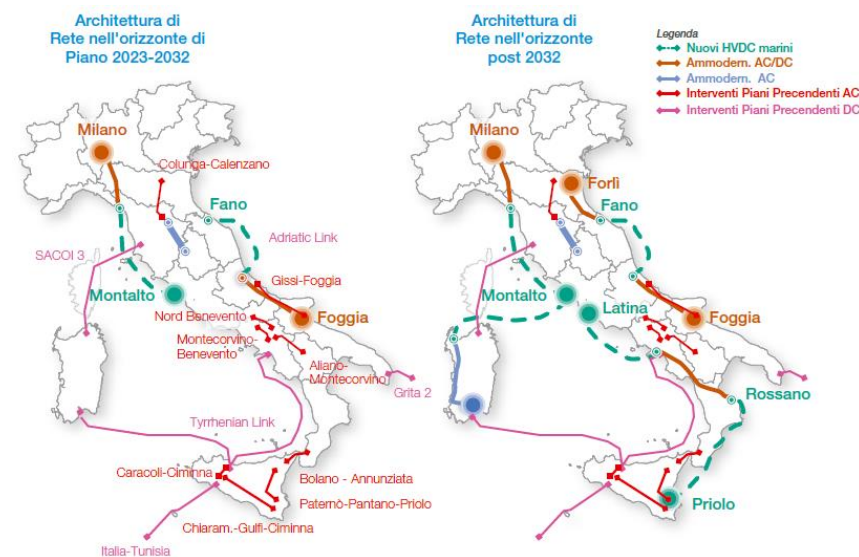 Architettura di
Rete nell'orizzonte di
Piano 2023-2032
Architettura di
Rete nell'orizzonte
post 2032
Legenda
Nuovi HVDC marini
Ammodern. AC/DC
Ammodern. AC
Interventi Piani Precendenti AC
Interventi Piani Precendenti DC
Milano
Colunga-Calenzano
Fano
Adriatic Link
SACOI 3
Gissi-Foggia
Montalto
Nord Benevento
Foggia
Montecorvino-
Benevento
Aliano-
Montecorvino
Tyrrhenian Link
Caracoli-Ciminna
Bolano - Annunziata
Paternò-Pantano-Priolo
Chiaram.-Gulfi-Ciminna
Italia-Tunisia
Milano
Forlì
Fano
Montalto
Latina
Foggia
Grita 2
Rossano
Priolo